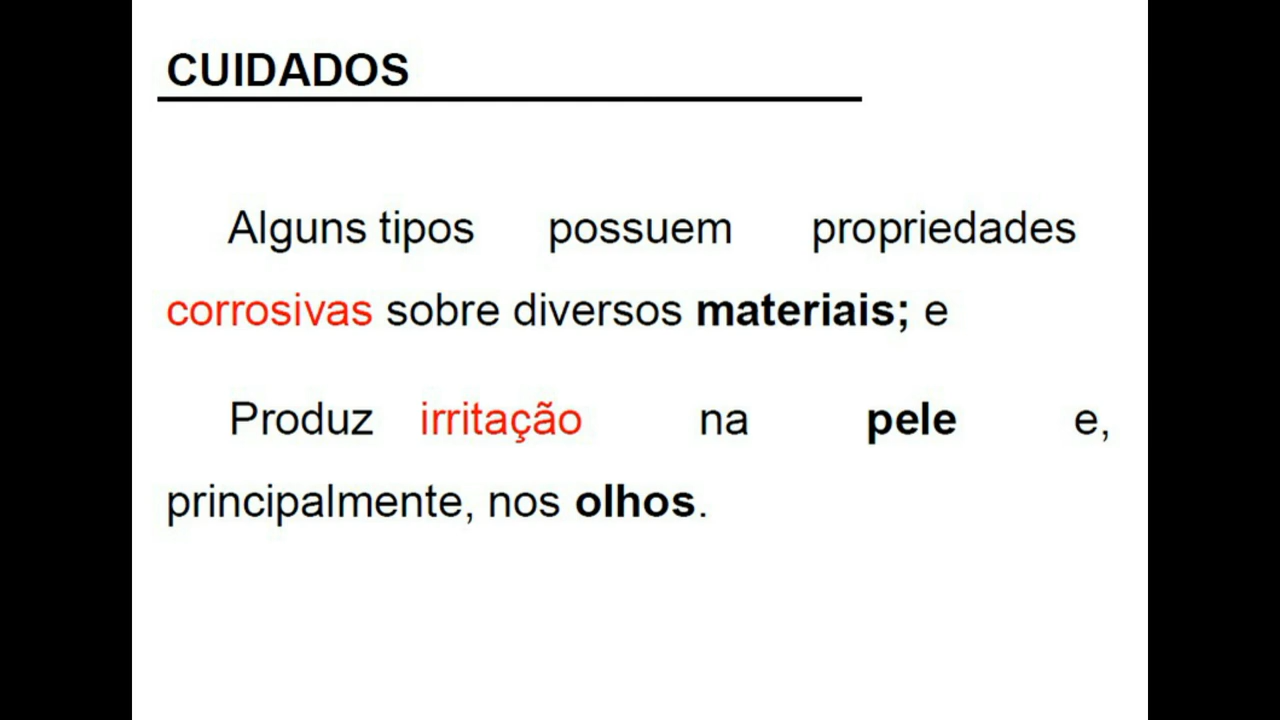 CUIDADOS
Alguns tipos possuem propriedades
corrosivas sobre diversos materiais; e
Produz irritação na pele e,
principalmente, nos olhos.